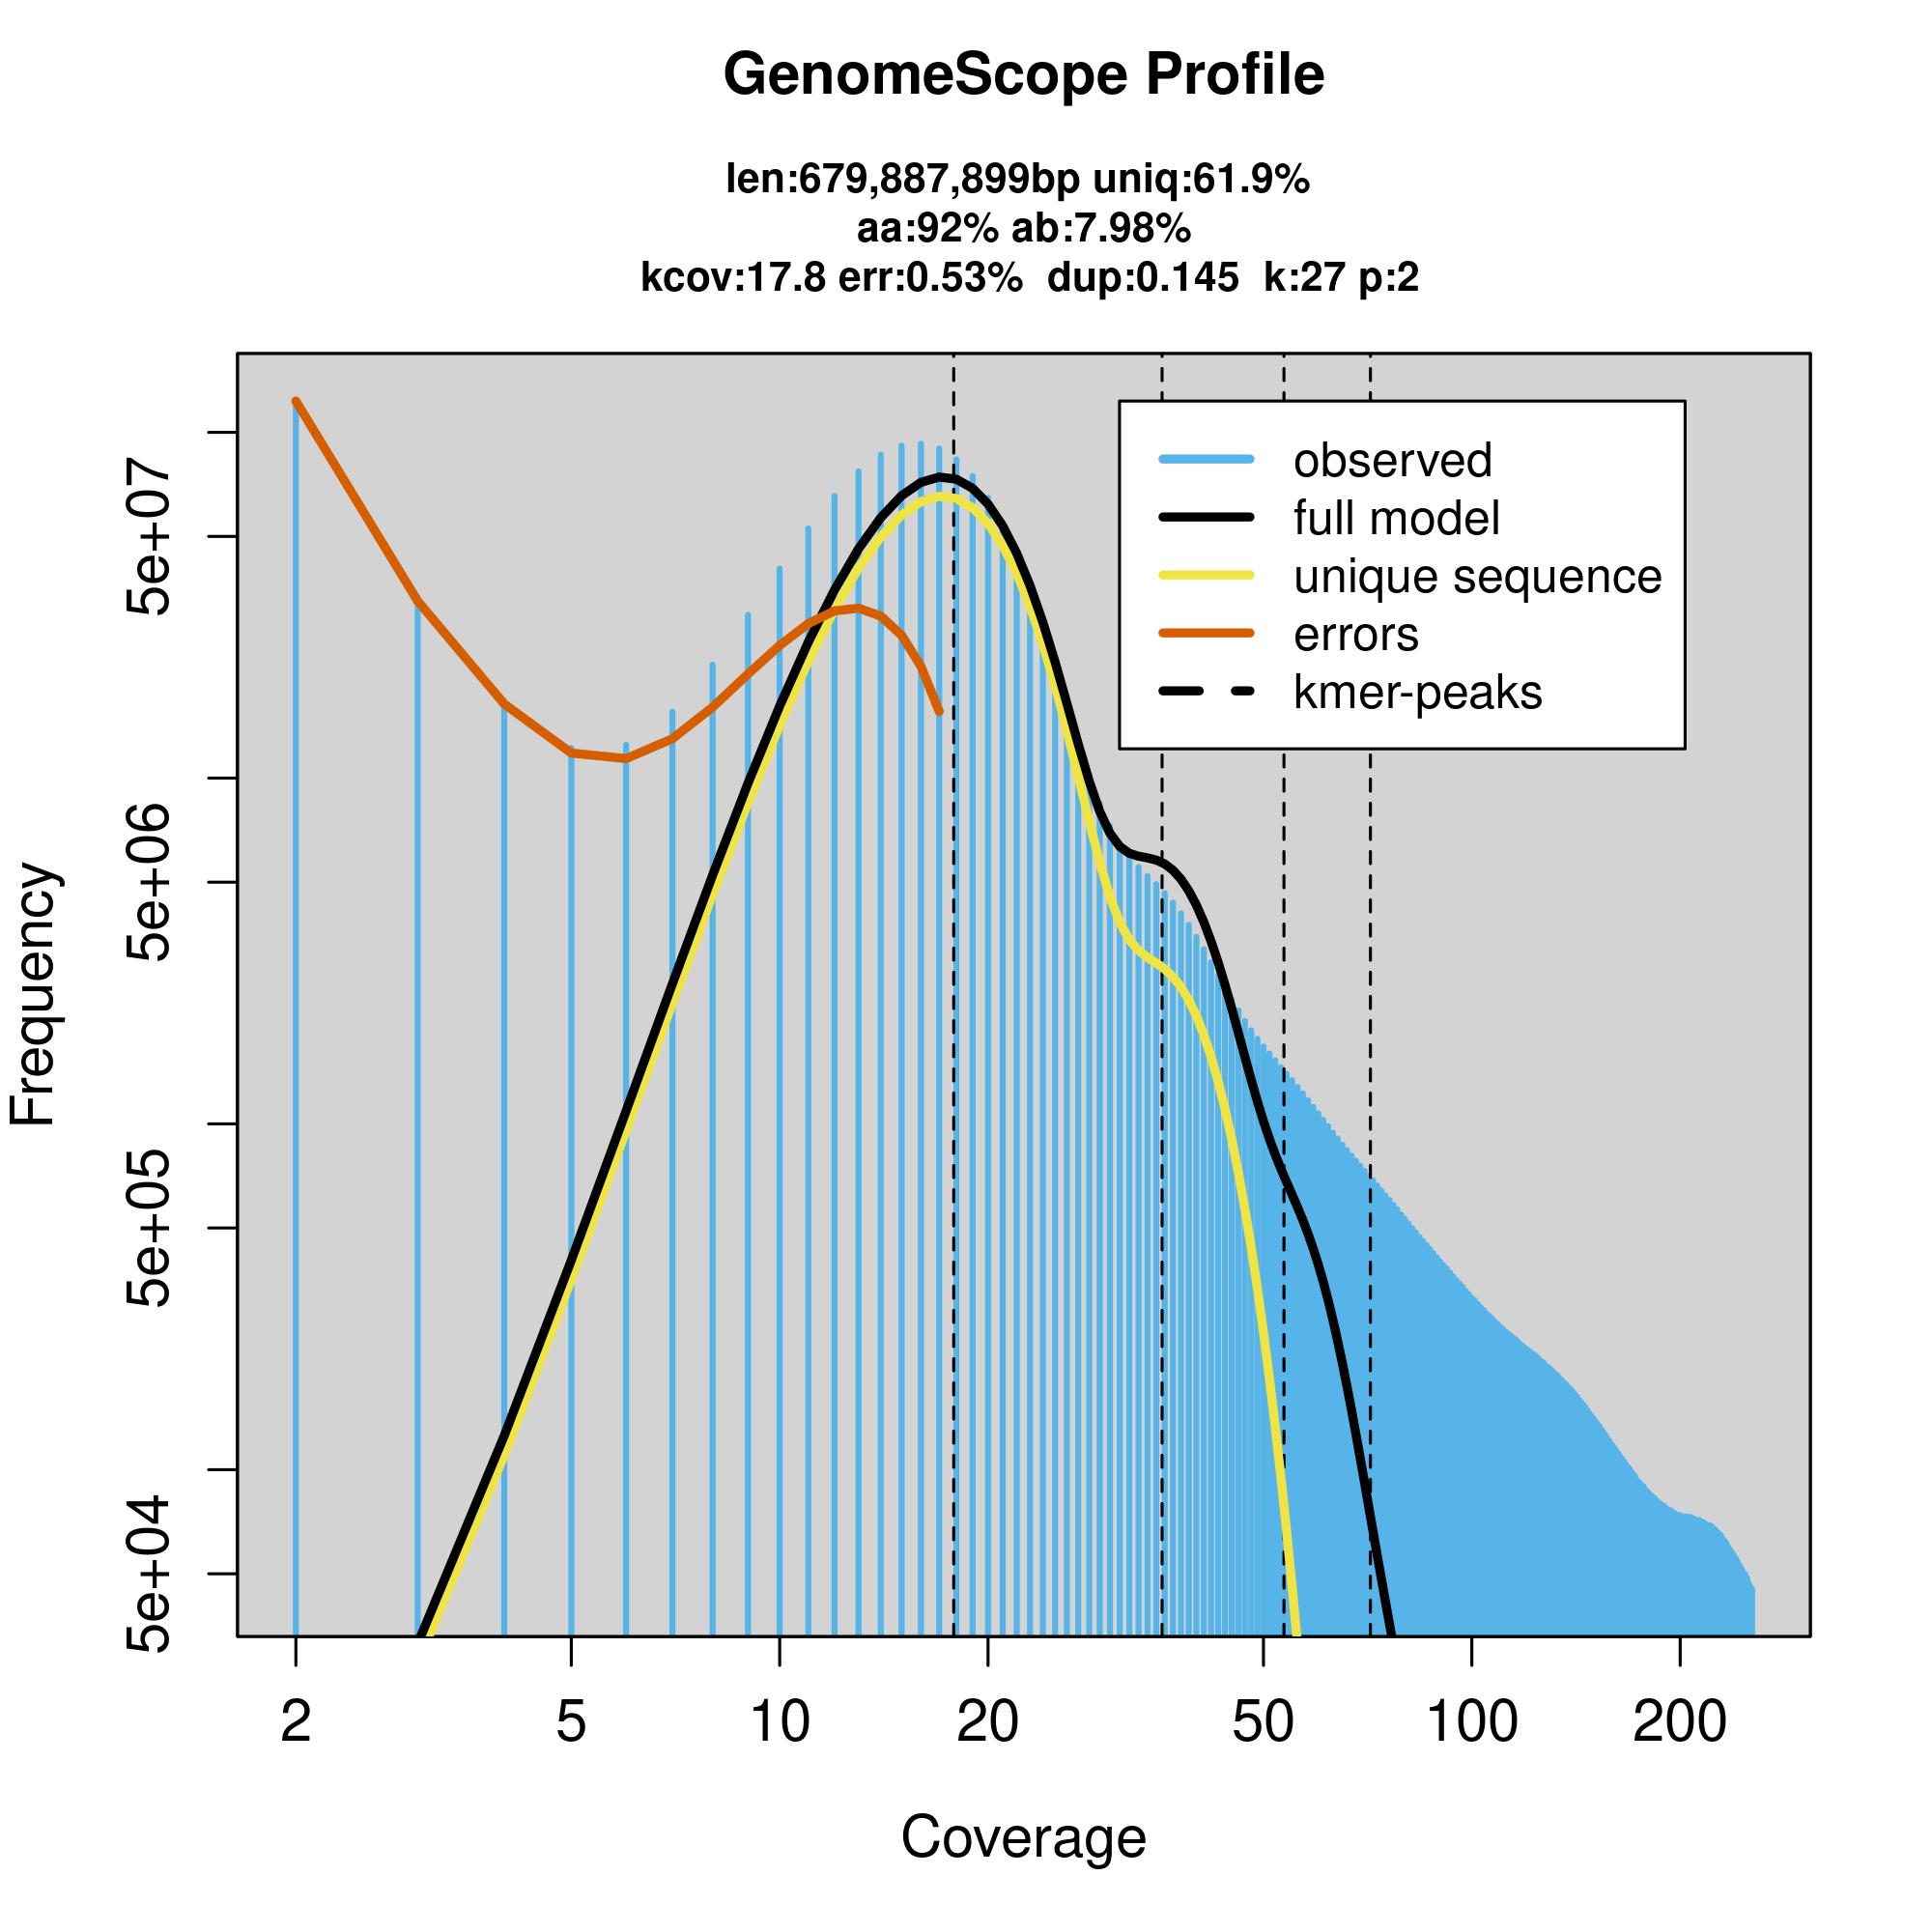 GenomeScope Profile
len:679,887,899bp uniq:61.9%
aa:92% ab:7.98%
kcov:17.8 err:0.53%  dup:0.145  k:27 p:2
observed
full model
unique sequence
errors
kmer-peaks
Frequency
5e+07
5e+06
5e+05
5e+04
2 5 10 20 50 100 200
Coverage